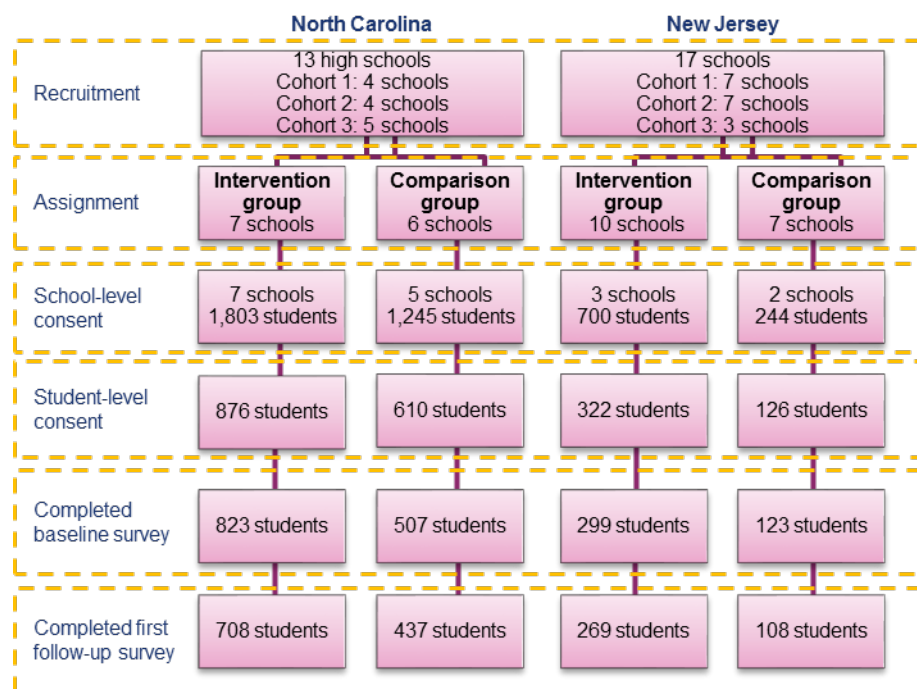 North Carolina
New Jersey
Recruitment
13 high schools
Cohort 1: 4 schools
Cohort 2: 4 schools
Cohort 3: 5 schools
17 schools
Cohort 1: 7 schools
Cohort 2: 7 schools
Cohort 3: 3 schools
Assignment
Intervention
group
7 schools
Comparison
group
6 schools
Intervention
group
10 schools
Comparison
group
7 schools
School-level
consent
7 schools
1,803 students
5 schools
1,245 students
3 schools
700 students
2 schools
244 students
Student-level
consent
876 students
610 students
322 students
126 students
Completed
baseline survey
823 students
507 students
299 students
123 students
Completed first
follow-up survey
708 students
437 students
269 students
108 students